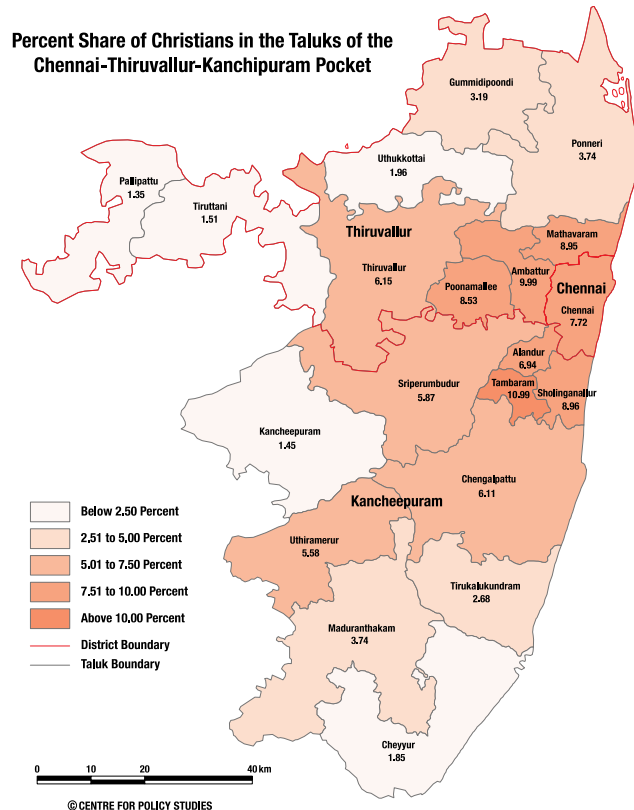 Percent Share of Christians in the Taluks of the
Chennai-Thiruvallur-Kanchipuram Pocket
Gummidipoondi
3.19
Ponneri
3.74
Uthukkottai
1.96
Pallipattu
1.35
Tiruttani
1.51
Thiruvallur
Thiruvallur
6.15
Mathavaram
8.95
Poonamallee
8.53
Ambattur
9.99
Chennai
Chennai
7.72
Alandur
6.94
Sriperumbudur
5.87
Tambaram
10.99
Sholinganallur
8.96
Kancheepuram
1.45
Chengalpattu
6.11
Kancheepuram
Uthiramerur
5.58
Tirukalukundram
2.68
Maduranthakam
3.74
Cheyyur
1.85
Below 2.50 Percent
2.51 to 5.00 Percent
5.01 to 7.50 Percent
7.51 to 10.00 Percent
Above 10.00 Percent
District Boundary
Taluk Boundary
0 10 20 40 km
© CENTRE FOR POLICY STUDIES